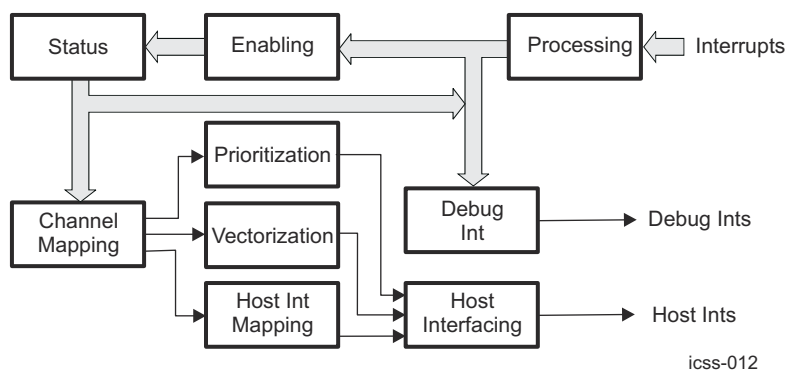 Status
Enabling
Processing
Interrupts
Prioritization
Channel
Mapping
Vectorization
Debug
Int
Debug Ints
Host Int
Mapping
Host
Interfacing
Host Ints
icss-012